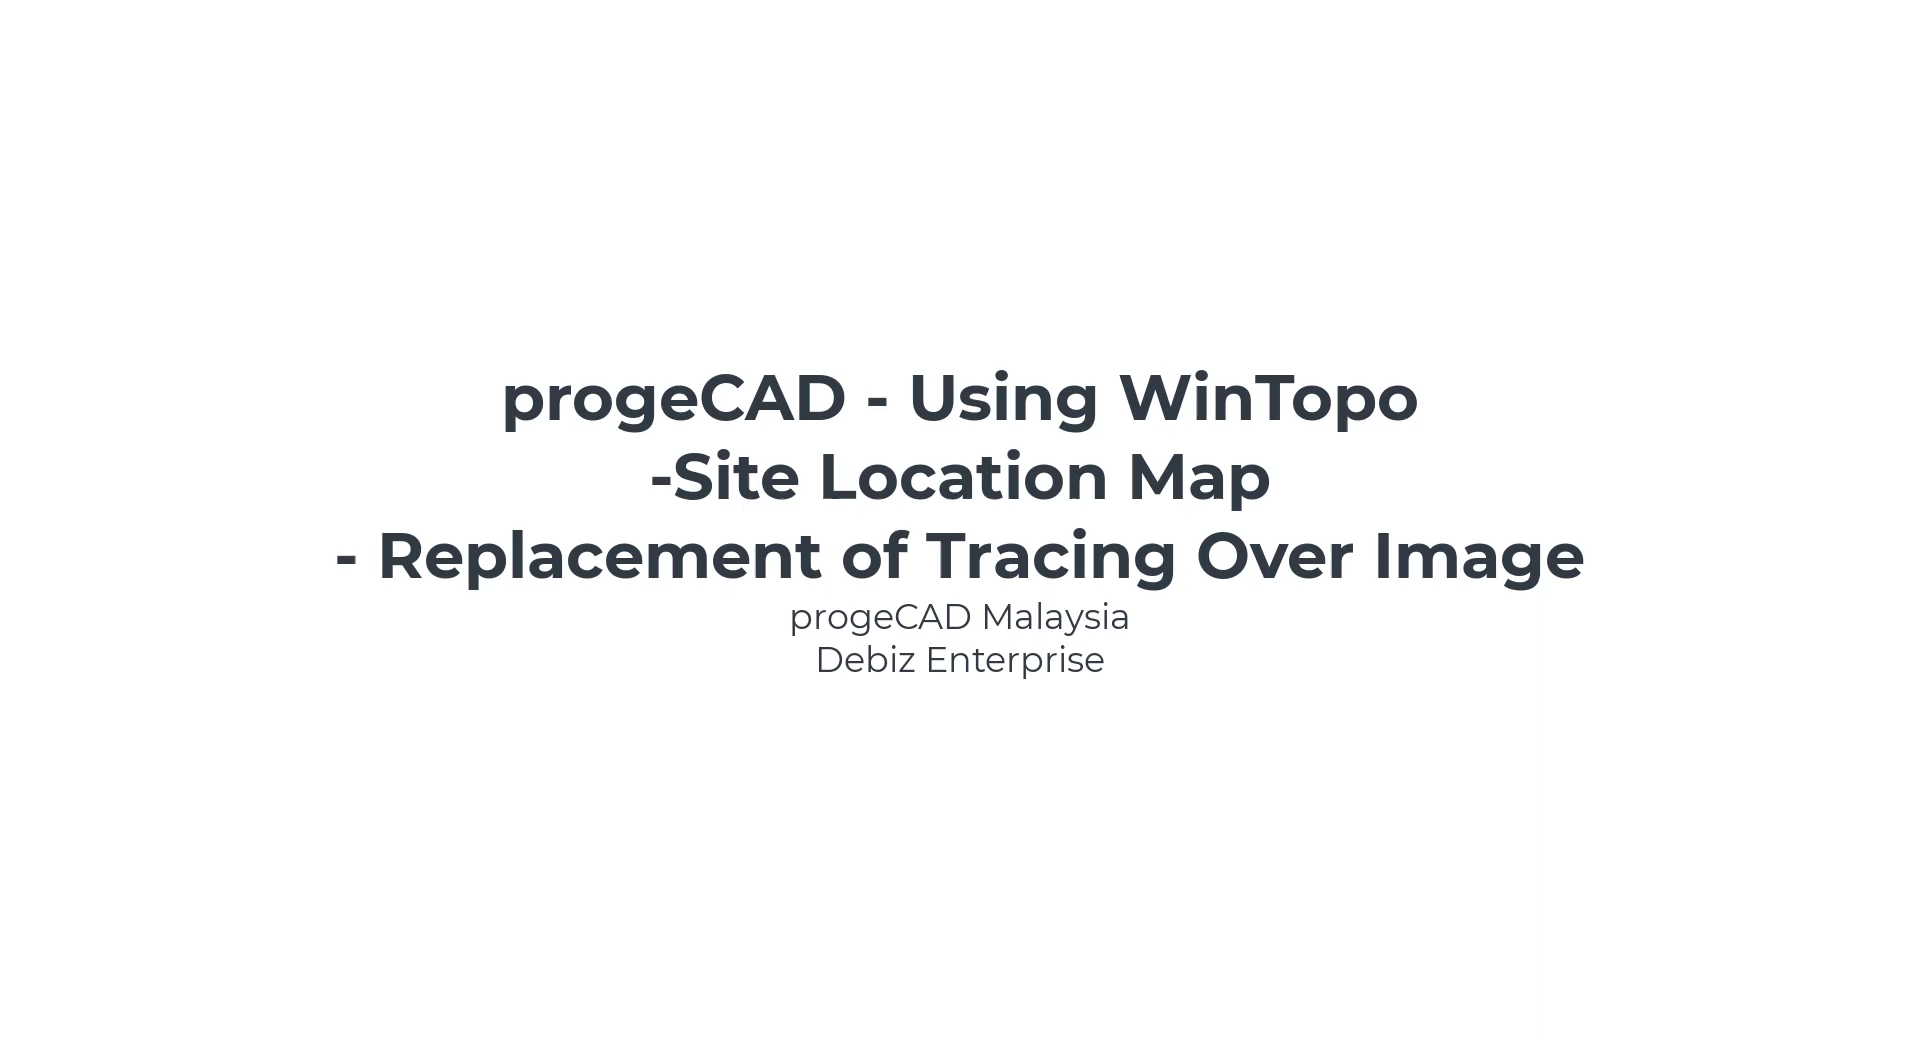 progeCAD - Using WinTopo
-Site Location Map
- Replacement of Tracing Over Image
progeCAD Malaysia
Debiz Enterprise